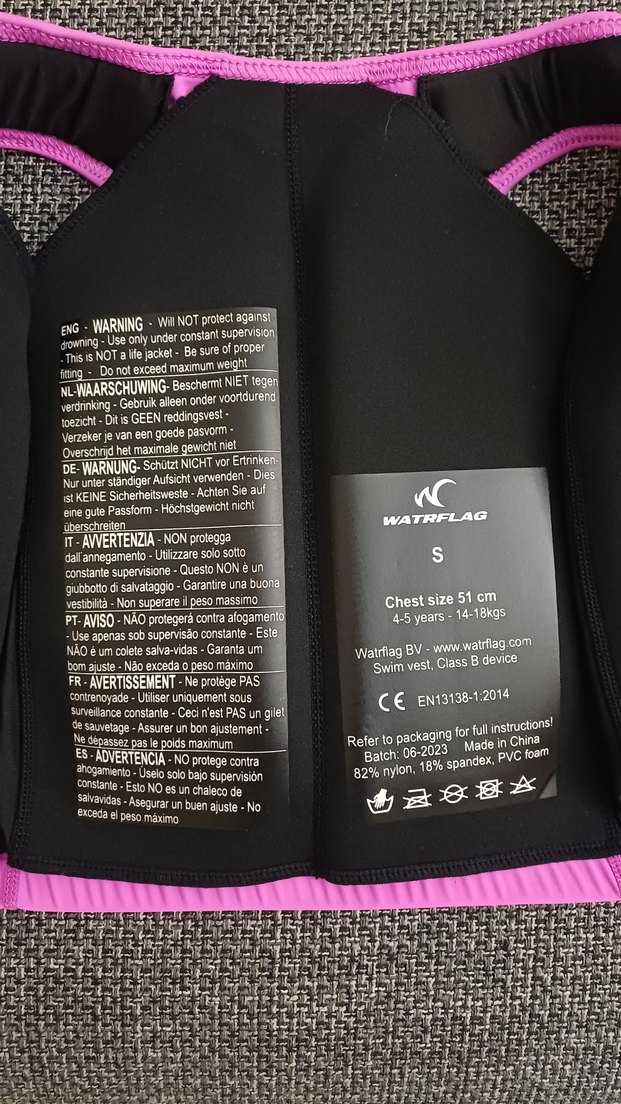 ENG - WARNING - Will NOT protect against
drowning - Use only under constant supervision
- This is NOT a life jacket - Be sure of proper
fitting - Do not exceed maximum weight
NL-WAARSCHUWING- Beschermt NIET tegen
verdrinking - Gebruik alleen onder voortdurend
toezicht - Dit is GEEN reddingsvest -
Verzeker je van een goede pasvorm -
Overschrijd het maximale gewicht niet
DE- WARNUNG- Schützt NICHT vor Ertrinken-
Nur unter ständiger Aufsicht verwenden - Dies
ist KEINE Sicherheitsweste - Achten Sie auf
eine gute Passform - Höchstgewicht nicht
überschreiten
IT - AVVERTENZIA - NON protegga
dall'annegamento - Utilizzare solo sotto
constante supervisione - Questo NON è un
giubbotto di salvataggio - Garantire una buona
vestibilità - Non superare il peso massimo
PT- AVISO - NÃO protegerá contra afogamento
- Use apenas sob supervisão constante - Este
NÃO é um colete salva-vidas - Garanta um
bom ajuste - Não exceda o peso máximo
FR - AVERTISSEMENT - Ne protège PAS
contrenoyade - Utiliser uniquement sous
surveillance constante - Ceci n'est PAS un gilet
de sauvetage - Assurer un bon ajustement -
Ne dépassez pas le poids maximum
ES - ADVERTENCIA - NO protege contra
ahogamiento - Úselo solo bajo supervisión
constante - Esto NO es un chaleco de
salvavidas - Asegurar un buen ajuste - No
exceda el peso máximo
WATRFLAG
S
Chest size 51 cm
4-5 years - 14-18kgs
Watrflag BV - www.watrflag.com
Swim vest, Class B device
CE EN13138-1:2014
Refer to packaging for full instructions!
Batch: 06-2023 Made in China
82% nylon, 18% spandex, PVC foam